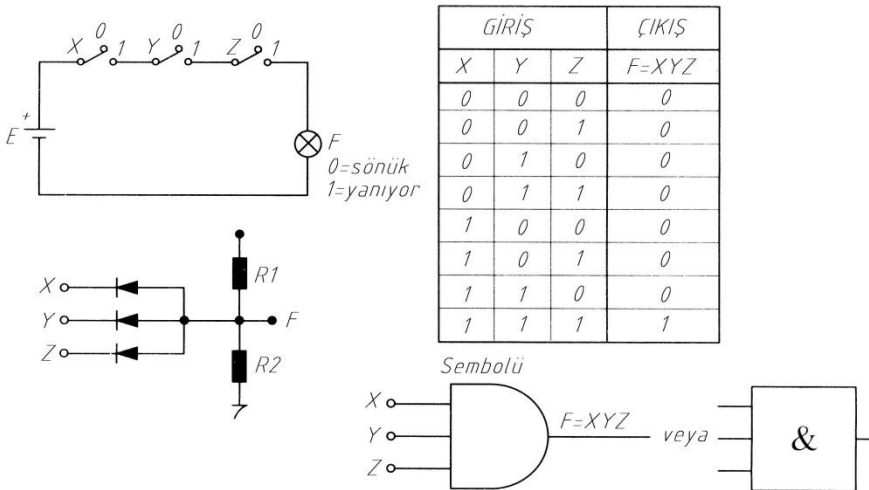 X 0 1 Y 0 1 Z 0 1
+
E
F
0=sönük
1=yanıyor
GİRİŞ ÇIKIŞ
X Y Z F=XYZ
0 0 0 0
0 0 1 0
0 1 0 0
0 1 1 0
1 0 0 0
1 0 1 0
1 1 0 0
1 1 1 1
R1
X
Y F
Z
R2
Sembolü
X
Y F=XYZ veya &
Z